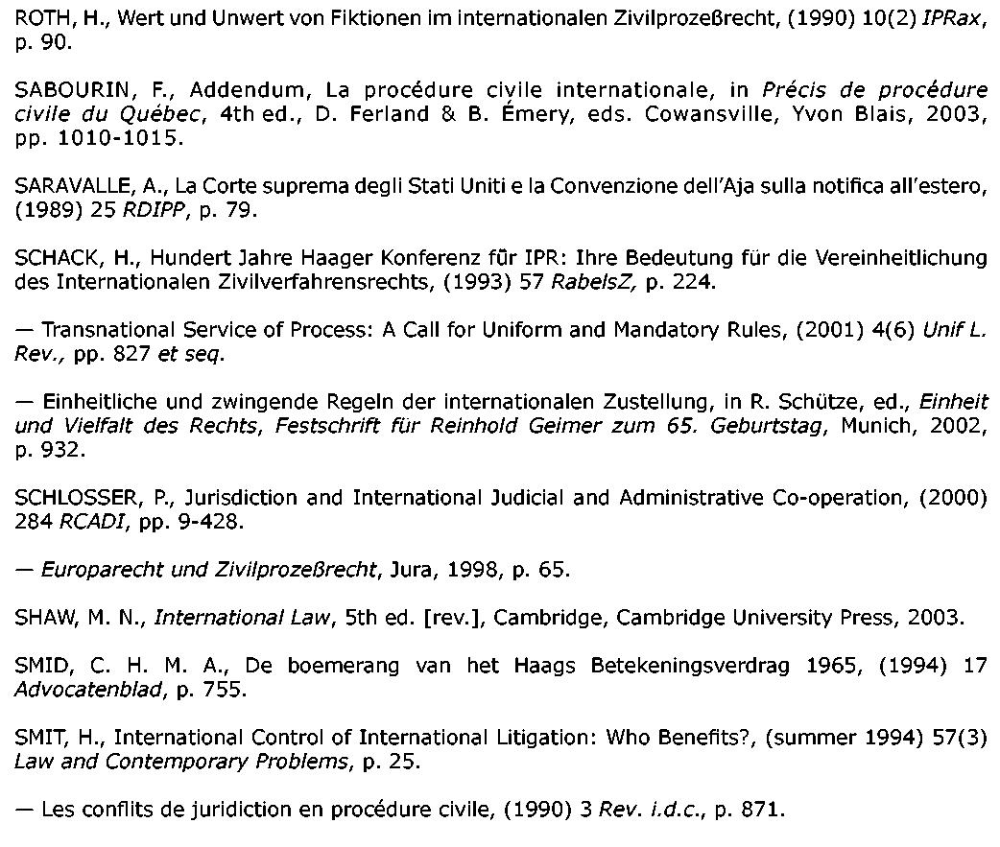 ROTH, H., Wert und Unwert von Fiktionen im internationalen Zivilprozeßrecht, (1990) 10(2) IPRax,
p. 90.
SABOURIN, F., Addendum, La procédure civile internationale, in Précis de procédure
civile du Québec, 4th ed., D. Ferland & B. Émery, eds. Cowansville, Yvon Blais, 2003,
pp. 1010-1015.
SARAVALLE, A., La Corte suprema degli Stati Uniti e la Convenzione dell'Aja sulla notifica all'estero,
(1989) 25 RDIPP, p. 79.
SCHACK, H., Hundert Jahre Haager Konferenz für IPR: Ihre Bedeutung für die Vereinheitlichung
des Internationalen Zivilverfahrensrechts, (1993) 57 RabelsZ, p. 224.
— Transnational Service of Process: A Call for Uniform and Mandatory Rules, (2001) 4(6) Unif L.
Rev., pp. 827 et seq.
— Einheitliche und zwingende Regeln der internationalen Zustellung, in R. Schütze, ed., Einheit
und Vielfalt des Rechts, Festschrift für Reinhold Geimer zum 65. Geburtstag, Munich, 2002,
p. 932.
SCHLOSSER, P., Jurisdiction and International Judicial and Administrative Co-operation, (2000)
284 RCADI, pp. 9-428.
— Europarecht und Zivilprozeßrecht, Jura, 1998, p. 65.
SHAW, M. N., International Law, 5th ed. [rev.], Cambridge, Cambridge University Press, 2003.
SMID, C. H. M. A., De boemerang van het Haags Betekeningsverdrag 1965, (1994) 17
Advocatenblad, p. 755.
SMIT, H., International Control of International Litigation: Who Benefits?, (summer 1994) 57(3)
Law and Contemporary Problems, p. 25.
— Les conflits de juridiction en procédure civile, (1990) 3 Rev. i.d.c., p. 871.